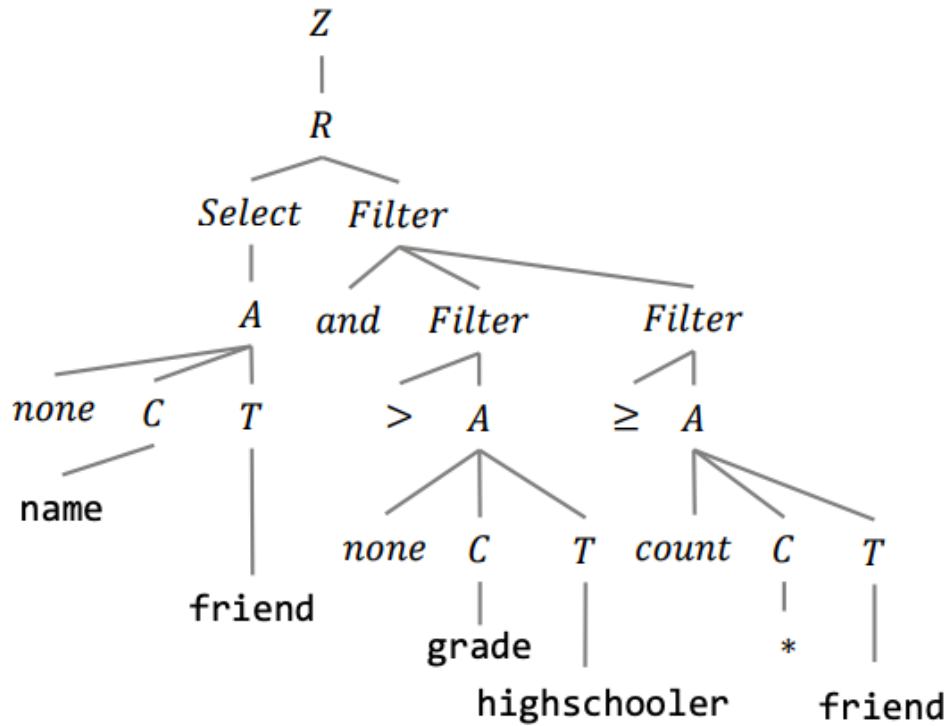 Z
R
Select Filter
A and Filter Filter
none C T > A ≥ A
name
none C T count C T
friend
grade *
highschooler friend